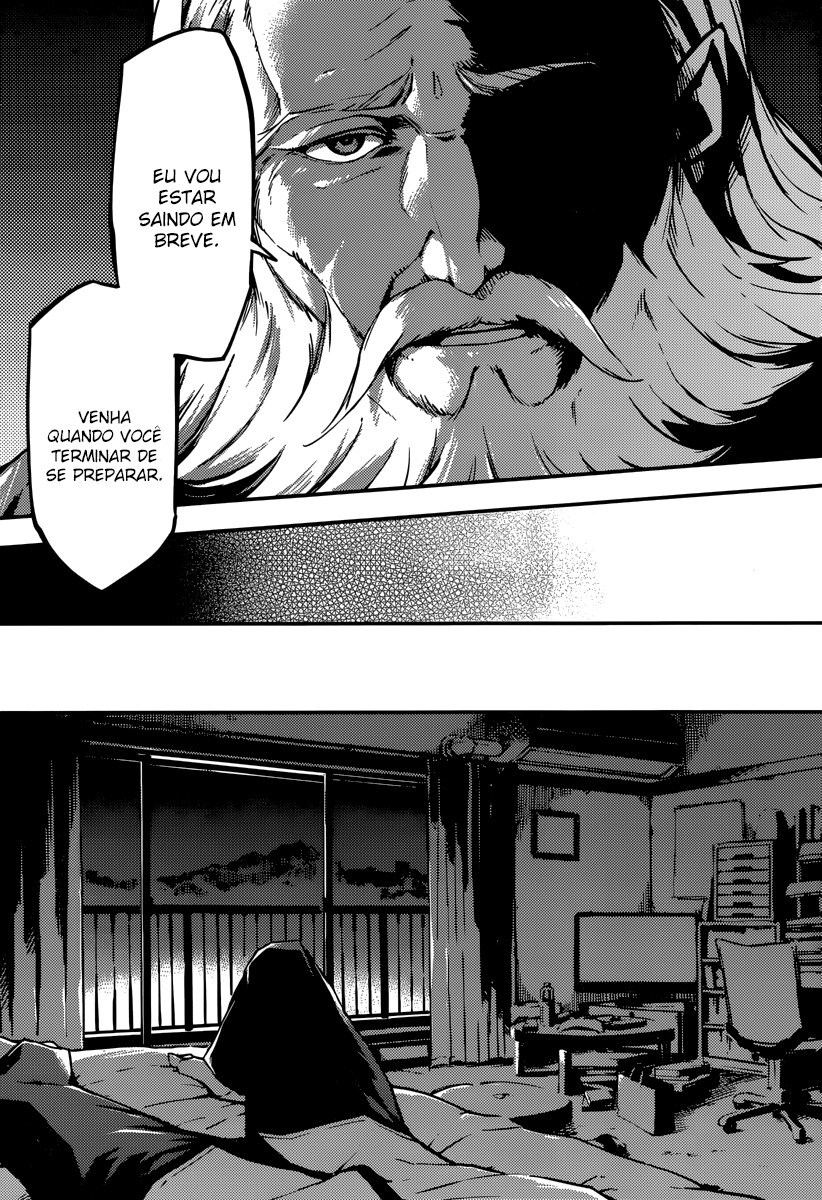 EU VOU
ESTAR
SAINDO EM
BREVE.
VENHA
QUANDO VOCÊ
TERMINAR DE
SE PREPARAR.